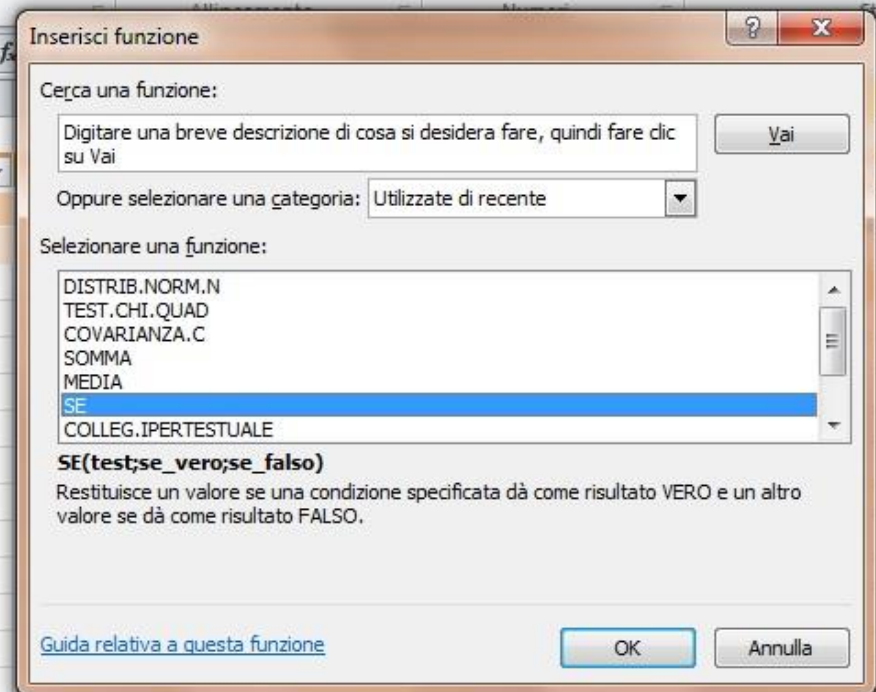 Allineamento Numeri
Inserisci funzione
fx
Cerca una funzione:
Digitare una breve descrizione di cosa si desidera fare, quindi fare clic
su Vai
Vai
Oppure selezionare una categoria: Utilizzate di recente
Selezionare una funzione:
DISTRIB.NORM.N
TEST.CHI.QUAD
COVARIANZA.C
SOMMA
MEDIA
SE
COLLEG.IPERTESTUALE
SE(test;se_vero;se_falso)
Restituisce un valore se una condizione specificata dà come risultato VERO e un altro
valore se dà come risultato FALSO.
Guida relativa a questa funzione
OK
Annulla